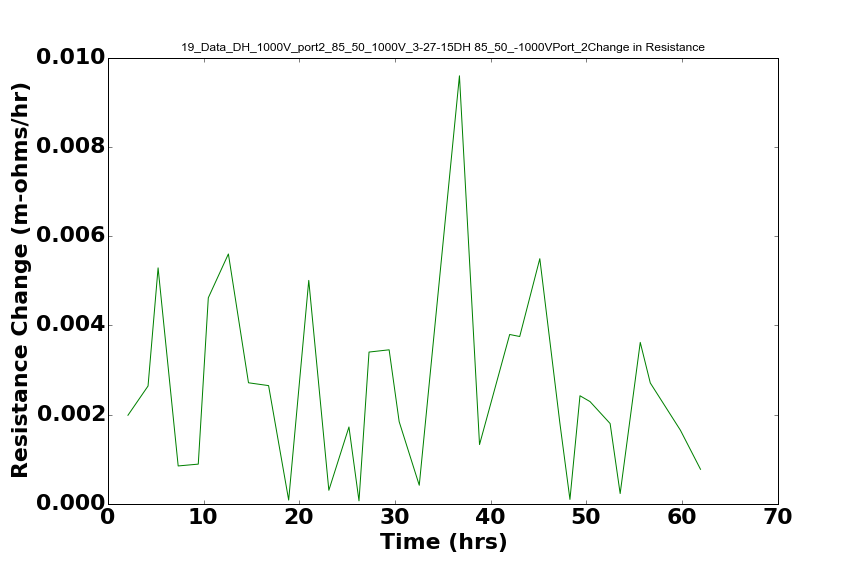 19_Data_DH_1000V_port2_85_50_1000V_3-27-15DH 85_50_-1000VPort_2Change in Resistance
0.010
0.008
0.006
0.004
0.002
0.000
Resistance Change (m-ohms/hr)
0 10 20 30 40 50 60 70
Time (hrs)